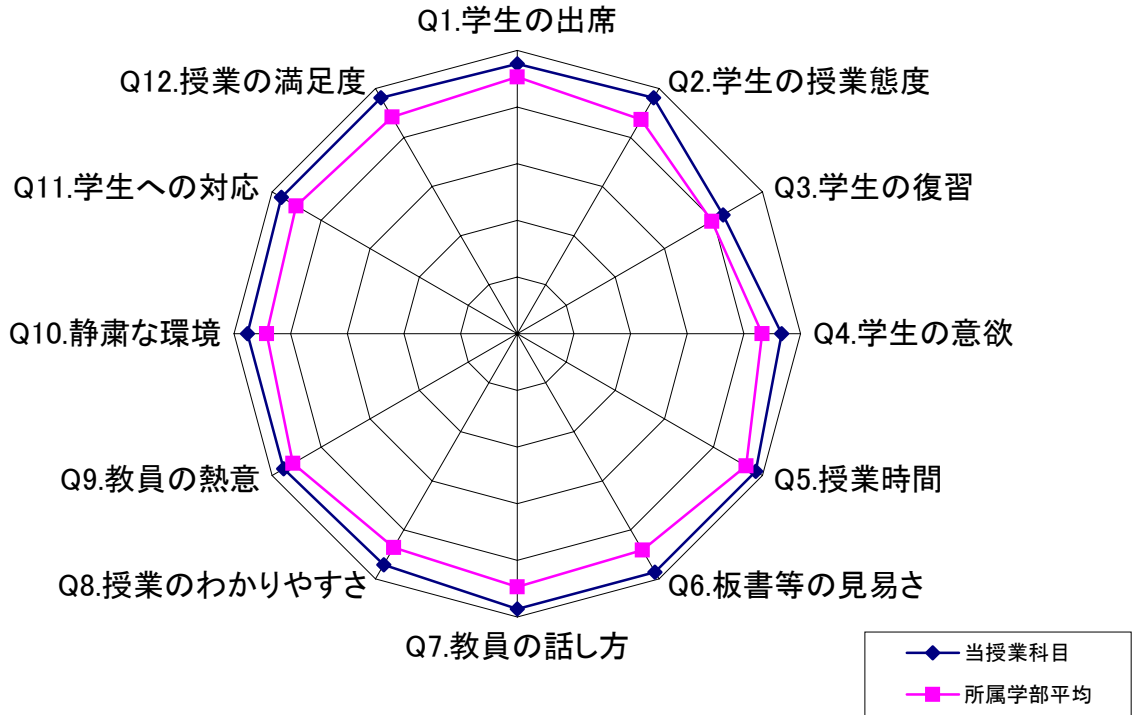 Q1.学生の出席
Q2.学生の授業態度
Q3.学生の復習
Q4.学生の意欲
Q5.授業時間
Q6.板書等の見易さ
Q7.教員の話し方
Q8.授業のわかりやすさ
Q9.教員の熱意
Q10.静粛な環境
Q11.学生への対応
Q12.授業の満足度
当授業科目
所属学部平均